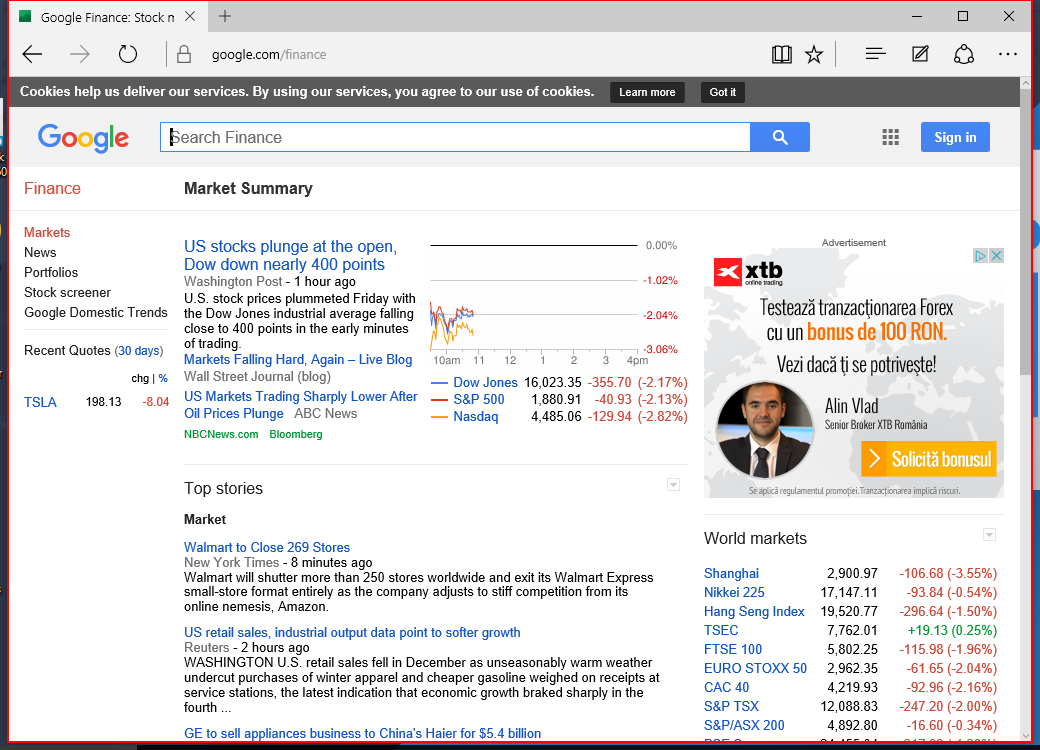 Google Finance: Stock m
google.com/finance
Cookies help us deliver our services. By using our services, you agree to our use of cookies. Learn more Got it
Google
Search Finance
Sign in
Finance
Market Summary
Markets
News
Portfolios
Stock screener
Google Domestic Trends
Recent Quotes (30 days)
chg | %
TSLA 198.13 -8.04
US stocks plunge at the open,
Dow down nearly 400 points
Washington Post - 1 hour ago
U.S. stock prices plummeted Friday with
the Dow Jones industrial average falling
close to 400 points in the early minutes
of trading.
Markets Falling Hard, Again – Live Blog
Wall Street Journal (blog)
US Markets Trading Sharply Lower After
Oil Prices Plunge ABC News
NBCNews.com Bloomberg
0.00%
-1.02%
-2.04%
-3.06%
10am 11 12 1 2 3 4pm
Dow Jones 16,023.35 -355.70 (-2.17%)
S&P 500 1,880.91 -40.93 (-2.13%)
Nasdaq 4,485.06 -129.94 (-2.82%)
Top stories
Market
Walmart to Close 269 Stores
New York Times - 8 minutes ago
Walmart will shutter more than 250 stores worldwide and exit its Walmart Express
small-store format entirely as the company adjusts to stiff competition from its
online nemesis, Amazon.
US retail sales, industrial output data point to softer growth
Reuters - 2 hours ago
WASHINGTON U.S. retail sales fell in December as unseasonably warm weather
undercut purchases of winter apparel and cheaper gasoline weighed on receipts at
service stations, the latest indication that economic growth braked sharply in the
fourth ...
GE to sell appliances business to China's Haier for $5.4 billion
Advertisement
xtb
online trading
Testează tranzacționarea Forex
cu un bonus de 100 RON.
Vezi dacă ți se potrivește!
Alin Vlad
Senior Broker XTB România
Solicită bonusul
Se aplică regulamentul promoției. Tranzacționarea implică riscuri.
World markets
Shanghai 2,900.97 -106.68 (-3.55%)
Nikkei 225 17,147.11 -93.84 (-0.54%)
Hang Seng Index 19,520.77 -296.64 (-1.50%)
TSEC 7,762.01 +19.13 (0.25%)
FTSE 100 5,802.25 -115.98 (-1.96%)
EURO STOXX 50 2,962.35 -61.65 (-2.04%)
CAC 40 4,219.93 -92.96 (-2.16%)
S&P TSX 12,088.83 -247.20 (-2.00%)
S&P/ASX 200 4,892.80 -16.60 (-0.34%)